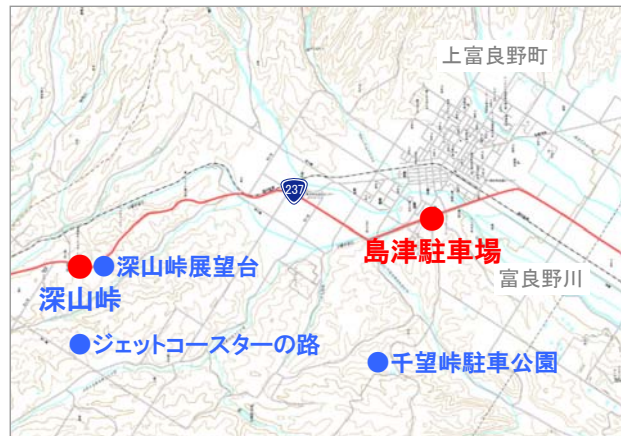 上富良野町
237
島津駐車場
深山峠展望台
富良野川
深山峠
ジェットコースターの路
千望峠駐車公園